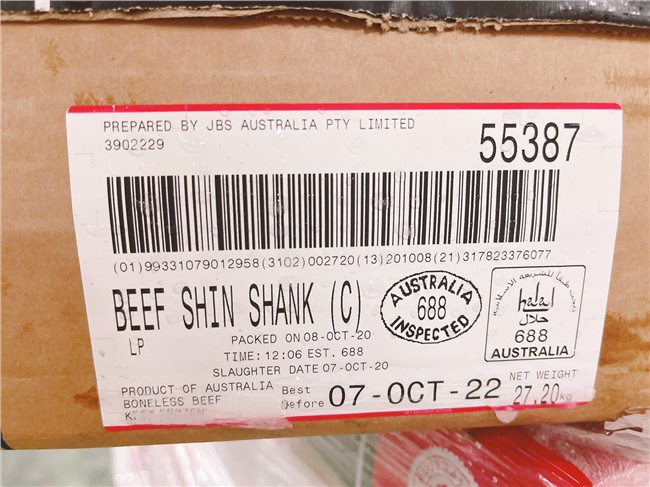 PREPARED BY JBS AUSTRALIA PTY LIMITED
3902229
55387
(01)99331079012958(3102)002720(13)201008(21)317823376077
BEEF SHIN SHANK (C)
LP
AUSTRALIA
688
INSPECTED
halal
حلال
688
AUSTRALIA
PACKED ON 08-OCT-20
TIME: 12:06 EST. 688
SLAUGHTER DATE 07-OCT-20
PRODUCT OF AUSTRALIA
BONELESS BEEF
Best
Before
07-OCT-22
NET WEIGHT
27.20kg